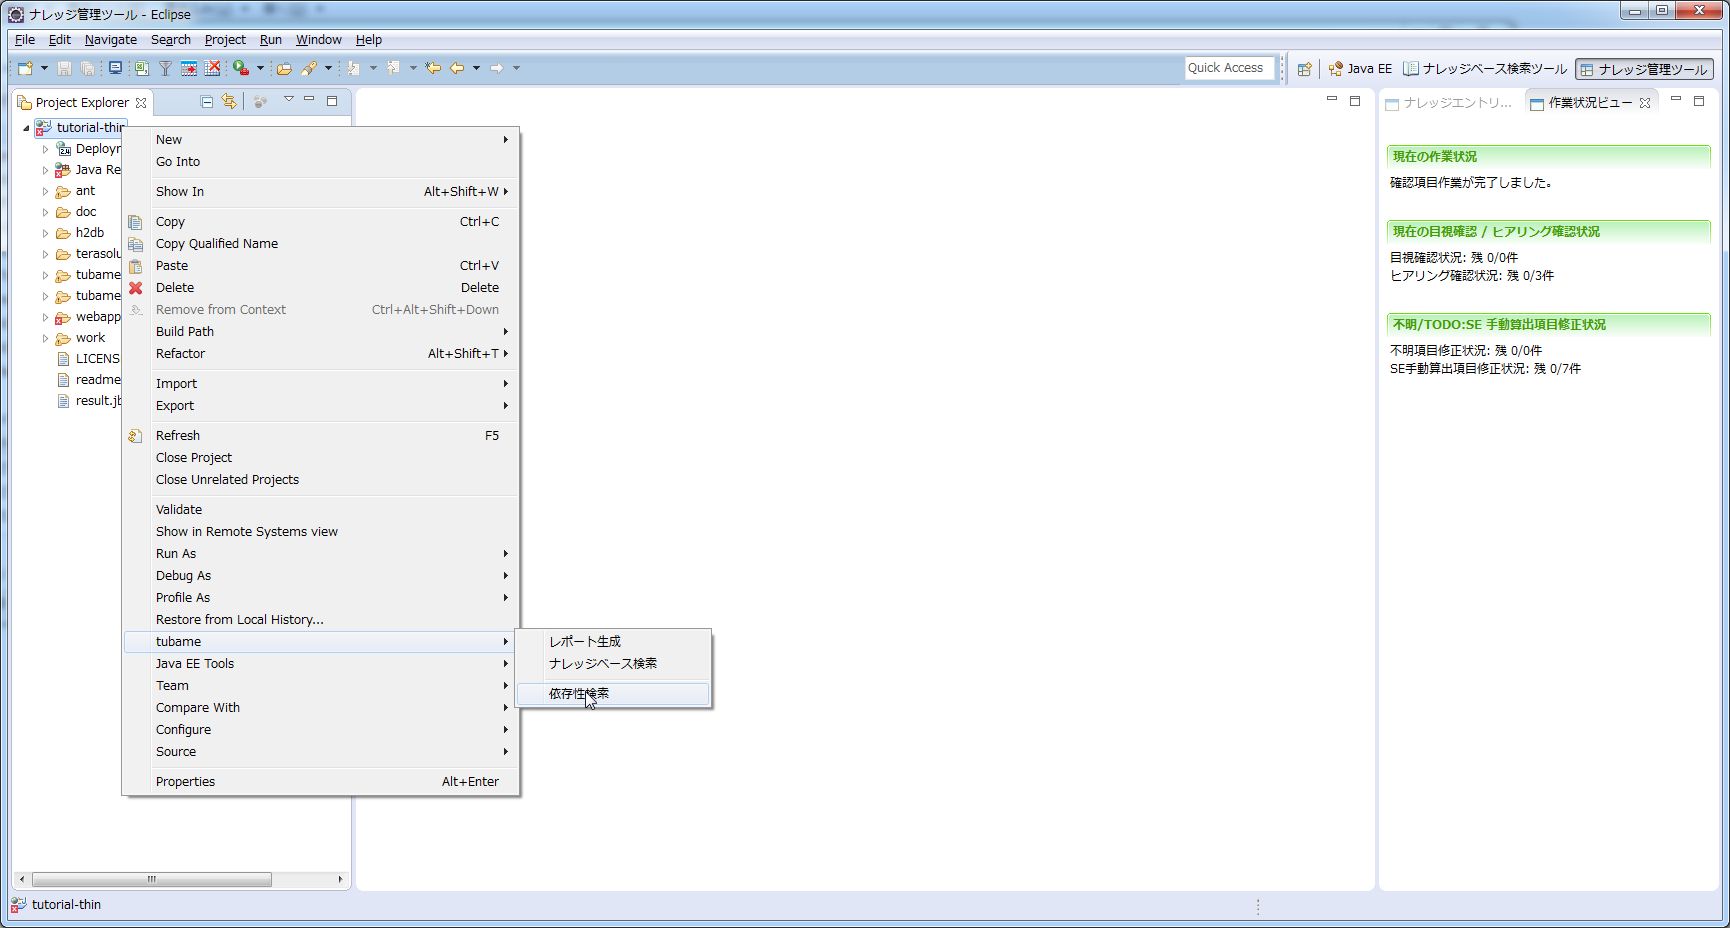 ナレッジ管理ツール - Eclipse
File Edit Navigate Search Project Run Window Help
Quick Access
Java EE
ナレッジベース検索ツール
ナレッジ管理ツール
Project Explorer
tutorial-thin
Deployr
Java Re
ant
doc
h2db
terasolu
tubame
tubame
webapp
work
LICENS
readme
result.jb
New
Go Into
Show In Alt+Shift+W
Copy Ctrl+C
Copy Qualified Name
Paste Ctrl+V
Delete Delete
Remove from Context Ctrl+Alt+Shift+Down
Build Path
Refactor Alt+Shift+T
Import
Export
Refresh F5
Close Project
Close Unrelated Projects
Validate
Show in Remote Systems view
Run As
Debug As
Profile As
Restore from Local History...
tubame
Java EE Tools
Team
Compare With
Configure
Source
Properties Alt+Enter
レポート生成
ナレッジベース検索
依存性検索
ナレッジエントリ...
作業状況ビュー
現在の作業状況
確認項目作業が完了しました。
現在の目視確認 / ヒアリング確認状況
目視確認状況: 残 0/0件
ヒアリング確認状況: 残 0/3件
不明/TODO:SE 手動算出項目修正状況
不明項目修正状況: 残 0/0件
SE手動算出項目修正状況: 残 0/7件
tutorial-thin